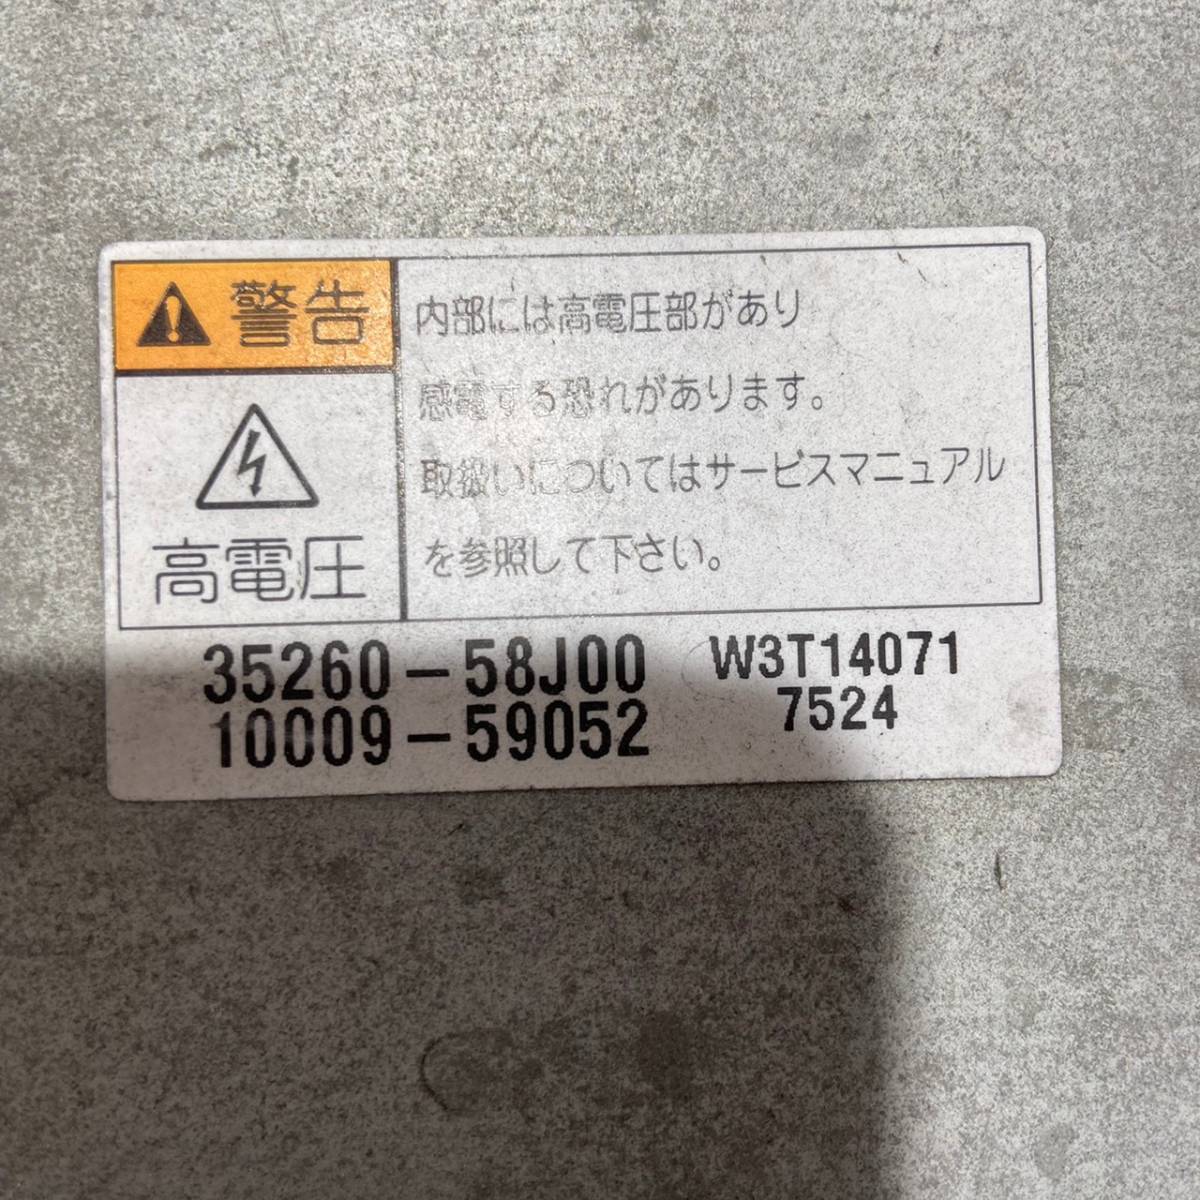 警告
高電圧
内部には高電圧部があり
感電する恐れがあります。
取扱いについてはサービスマニュアル
を参照して下さい。
35260-58J00 W3T14071
10009-59052 7524